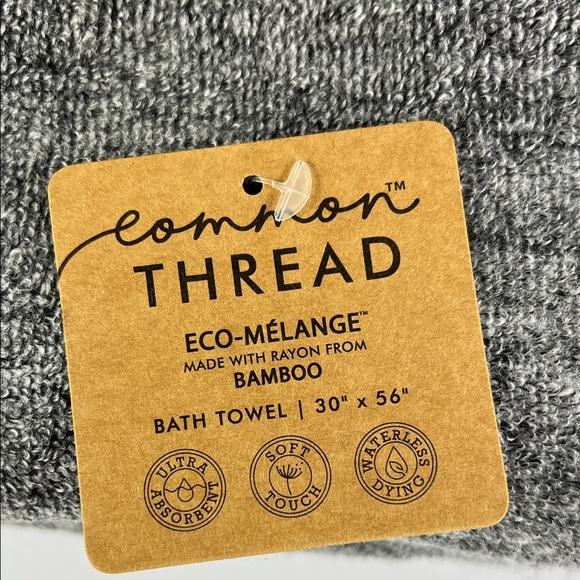 common™
THREAD
ECO-MÉLANGE™
MADE WITH RAYON FROM
BAMBOO
BATH TOWEL | 30" x 56"
ULTRA
ABSORBENT
SOFT
TOUCH
WATERLESS
DYING